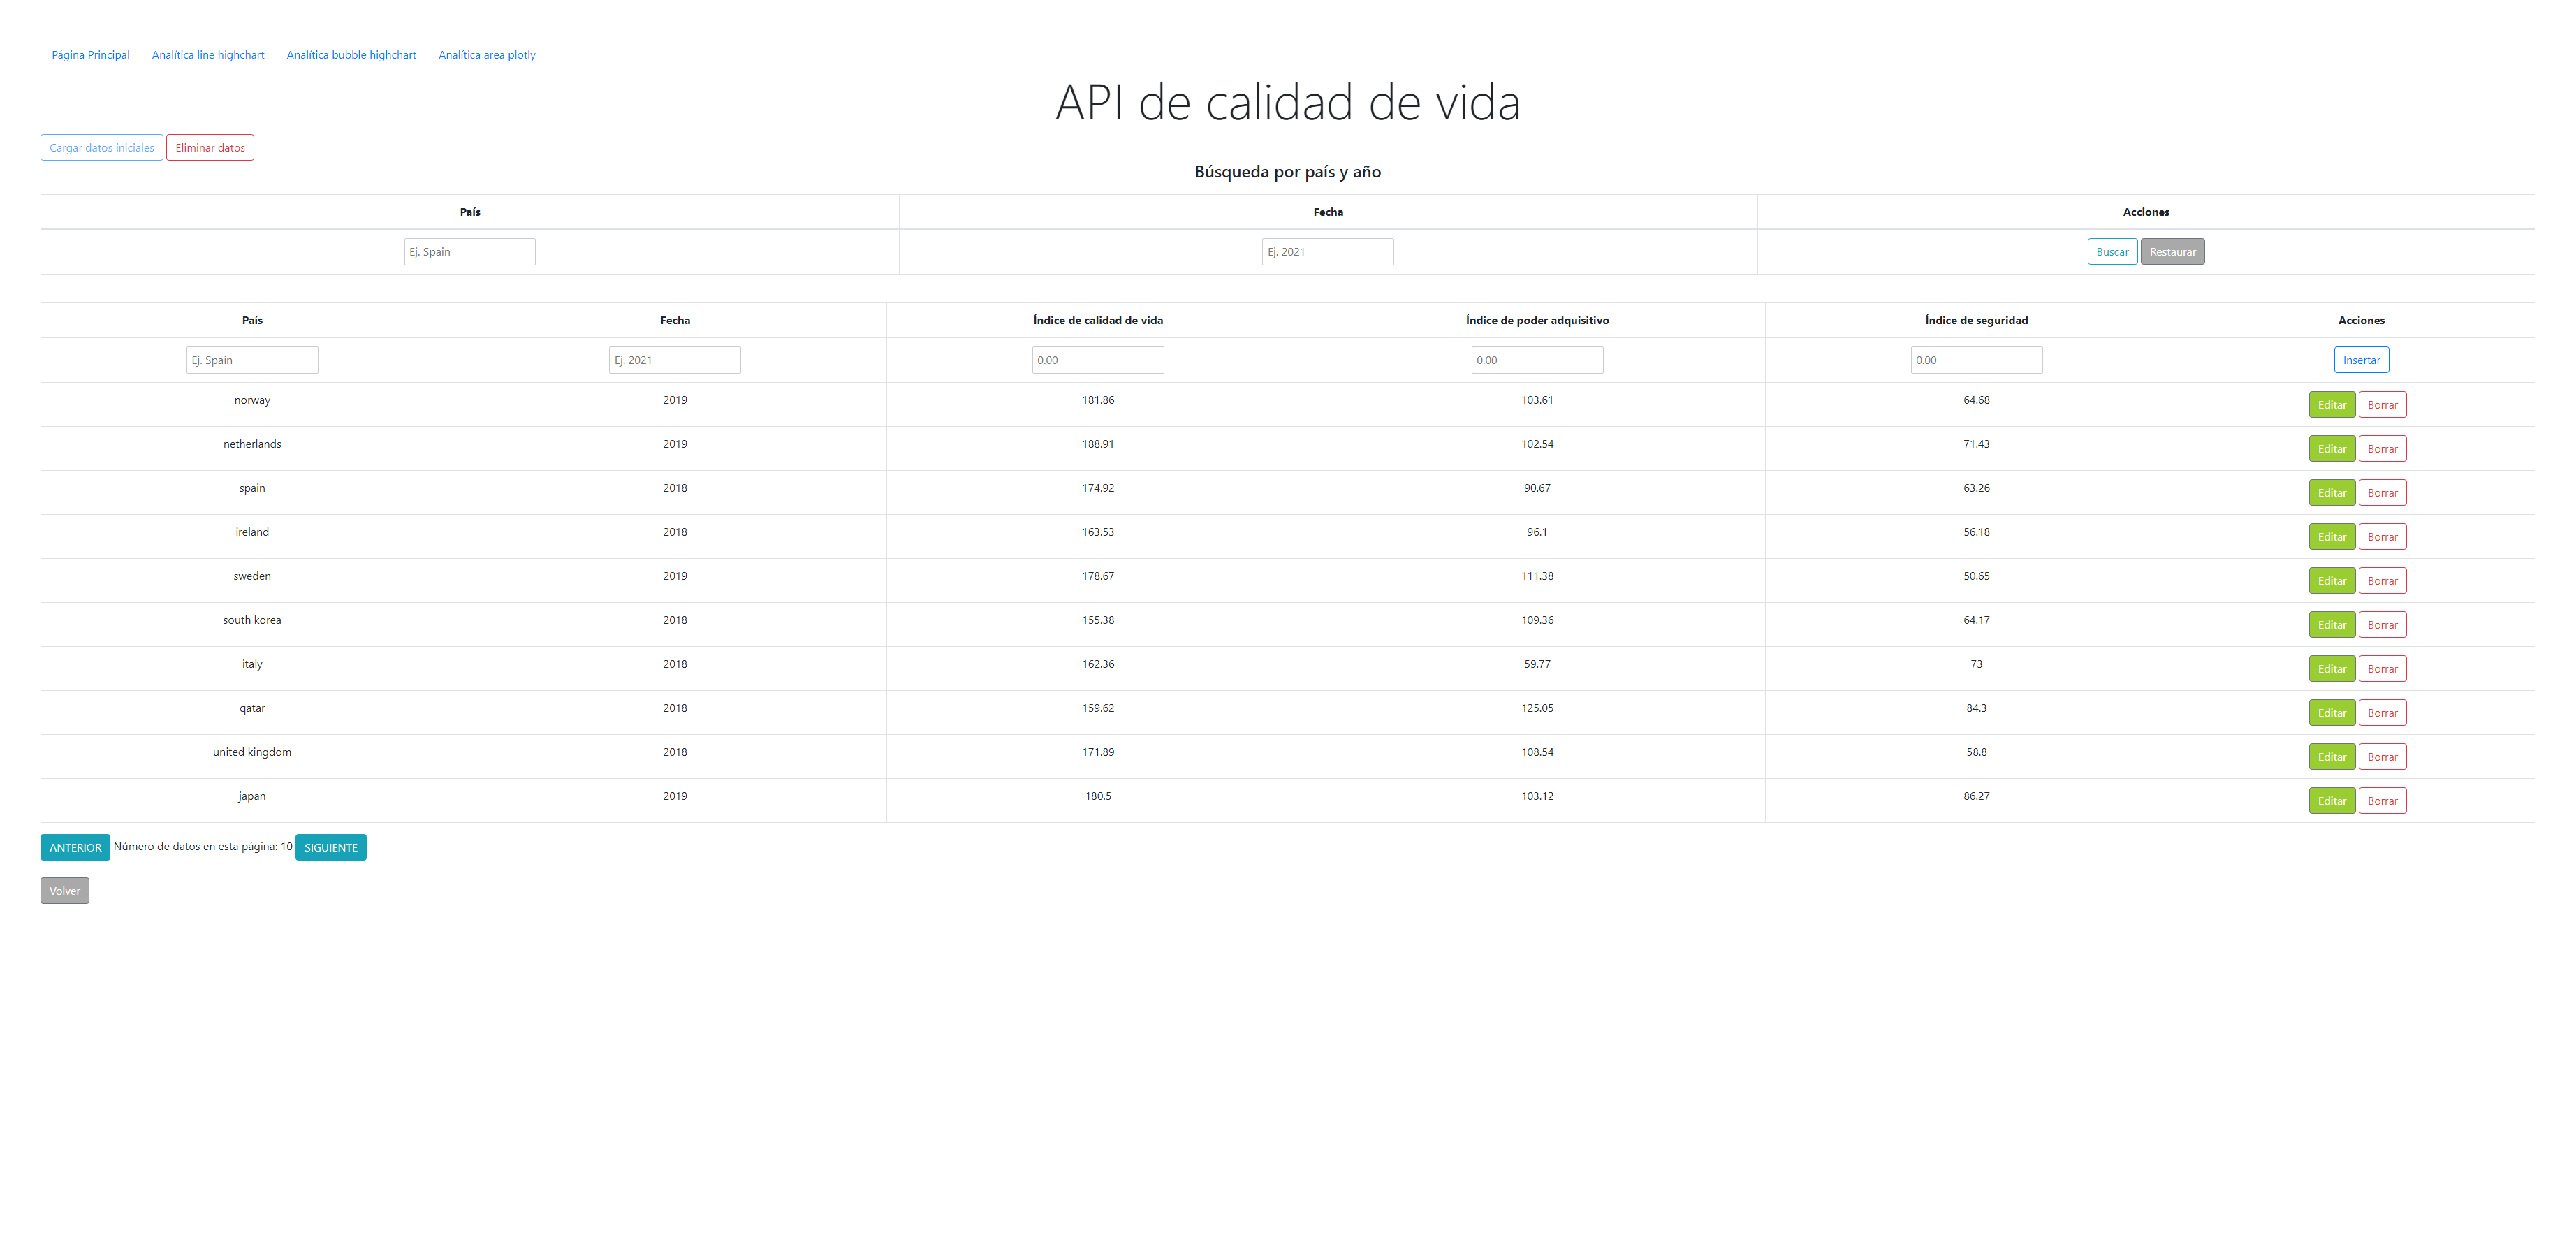 Página Principal Analítica line highchart Analítica bubble highchart Analítica area plotly
API de calidad de vida
Cargar datos iniciales Eliminar datos
Búsqueda por país y año
País Fecha Acciones
Ej. Spain Ej. 2021 Buscar Restaurar
País Fecha Índice de calidad de vida Índice de poder adquisitivo Índice de seguridad Acciones
Ej. Spain Ej. 2021 0.00 0.00 0.00 Insertar
norway 2019 181.86 103.61 64.68 Editar Borrar
netherlands 2019 188.91 102.54 71.43 Editar Borrar
spain 2018 174.92 90.67 63.26 Editar Borrar
ireland 2018 163.53 96.1 56.18 Editar Borrar
sweden 2019 178.67 111.38 50.65 Editar Borrar
south korea 2018 155.38 109.36 64.17 Editar Borrar
italy 2018 162.36 59.77 73 Editar Borrar
qatar 2018 159.62 125.05 84.3 Editar Borrar
united kingdom 2018 171.89 108.54 58.8 Editar Borrar
japan 2019 180.5 103.12 86.27 Editar Borrar
ANTERIOR Número de datos en esta página: 10 SIGUIENTE
Volver